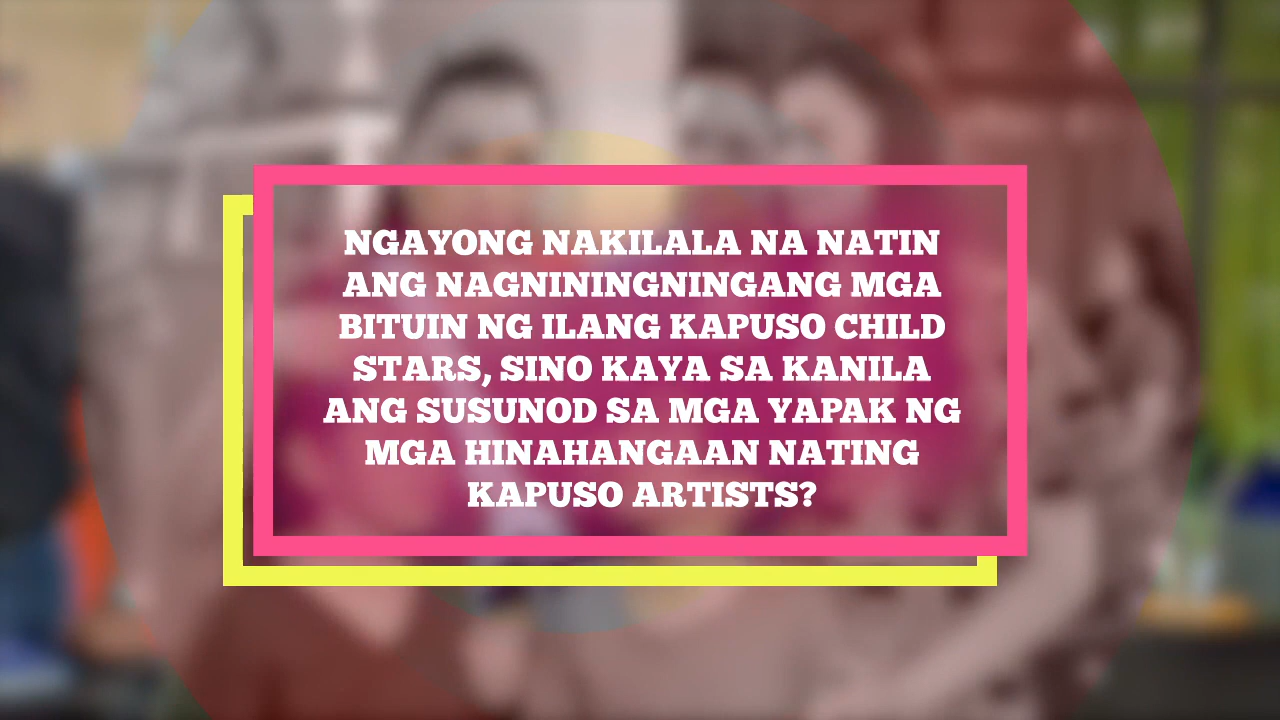 NGAYONG NAKILALA NA NATIN
ANG NAGNININGNINGANG MGA
BITUIN NG ILANG KAPUSO CHILD
STARS, SINO KAYA SA KANILA
ANG SUSUNOD SA MGA YAPAK NG
MGA HINAHANGAAN NATING
KAPUSO ARTISTS?